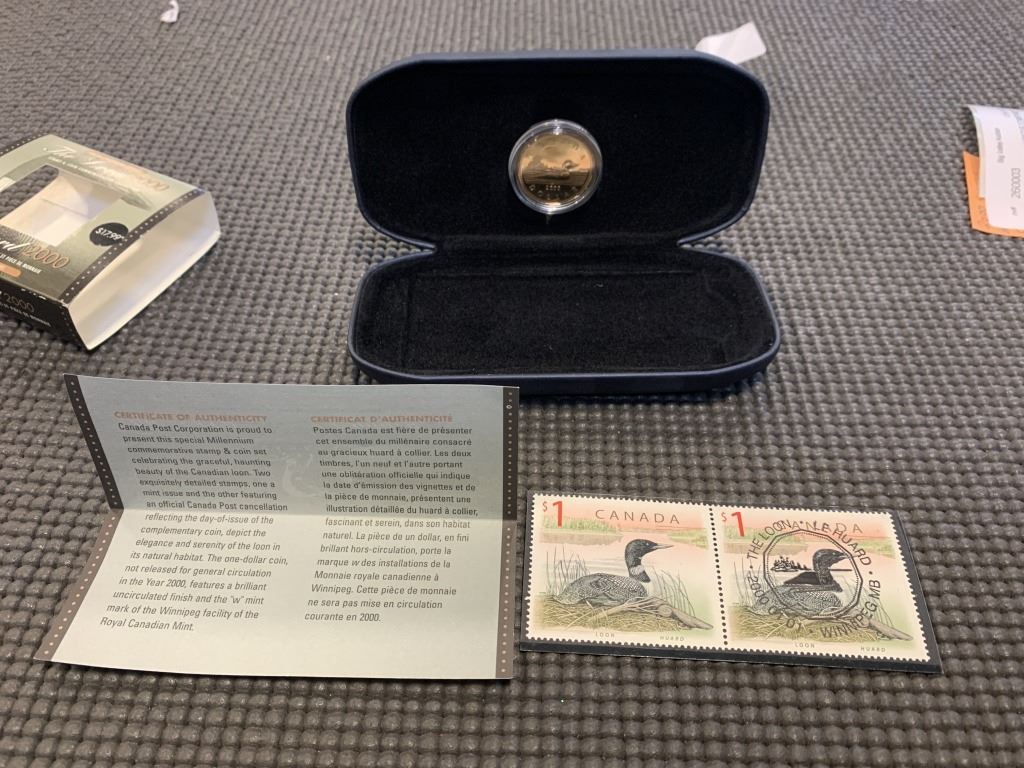 The Loon 2000
$17.99
2000
2000
2000
DOLLAR
260003
CERTIFICATE OF AUTHENTICITY
Canada Post Corporation is proud to
present this special Millennium
commemorative stamp & coin set
celebrating the graceful, haunting
beauty of the Canadian loon. Two
exquisitely detailed stamps, one a
mint issue and the other featuring
an official Canada Post cancellation
reflecting the day-of-issue of the
complementary coin, depict the
elegance and serenity of the loon in
its natural habitat. The one-dollar coin,
not released for general circulation
in the Year 2000, features a brilliant
uncirculated finish and the "w" mint
mark of the Winnipeg facility of the
Royal Canadian Mint.
CERTIFICAT D'AUTHENTICITÉ
Postes Canada est fière de présenter
cet ensemble du millénaire consacré
au gracieux huard à collier. Les deux
timbres, l'un neuf et l'autre portant
une oblitération officielle qui indique
la date d'émission des vignettes et de
la pièce de monnaie, présentent une
illustration détaillée du huard à collier,
fascinant et serein, dans son habitat
naturel. La pièce de un dollar, en fini
brillant hors-circulation, porte la
marque w des installations de la
Monnaie royale canadienne à
Winnipeg. Cette pièce de monnaie
ne sera pas mise en circulation
courante en 2000.
$1 CANADA
LOON HUARD
$1 CANADA
THE LOON • LE HUARD
WINNIPEG, MB
LOON HUARD